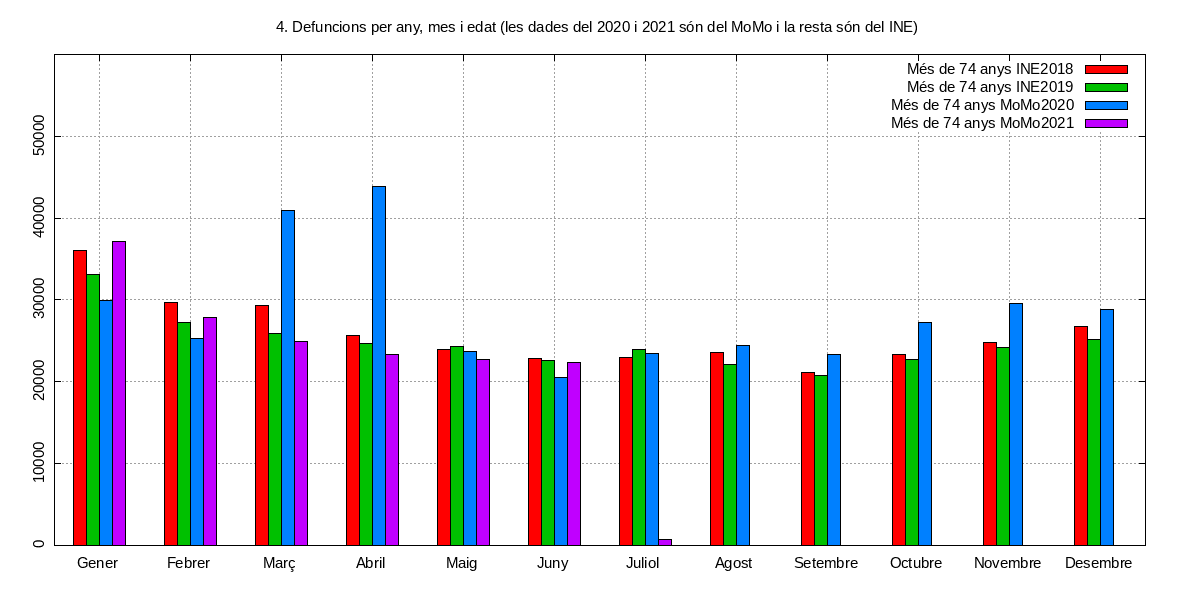 4. Defuncions per any, mes i edat (les dades del 2020 i 2021 són del MoMo i la resta són del INE)
Més de 74 anys INE2018
Més de 74 anys INE2019
Més de 74 anys MoMo2020
Més de 74 anys MoMo2021
50000
40000
30000
20000
10000
0
Gener Febrer Març Abril Maig Juny Juliol Agost Setembre Octubre Novembre Desembre